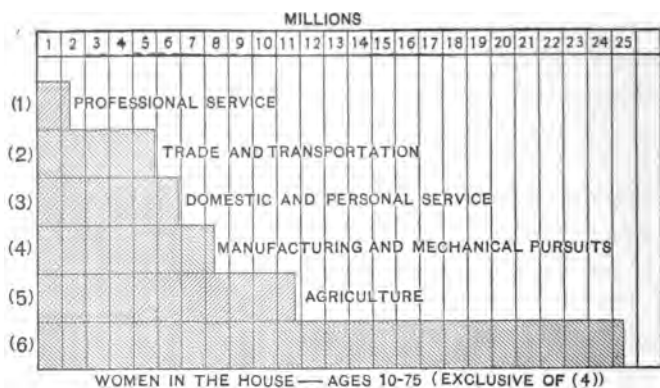 MILLIONS
1 2 3 4 5 6 7 8 9 10 11 12 13 14 15 16 17 18 19 20 21 22 23 24 25
(1) PROFESSIONAL SERVICE
(2) TRADE AND TRANSPORTATION
(3) DOMESTIC AND PERSONAL SERVICE
(4) MANUFACTURING AND MECHANICAL PURSUITS
(5) AGRICULTURE
(6)
WOMEN IN THE HOUSE — AGES 10-75 (EXCLUSIVE OF (4))